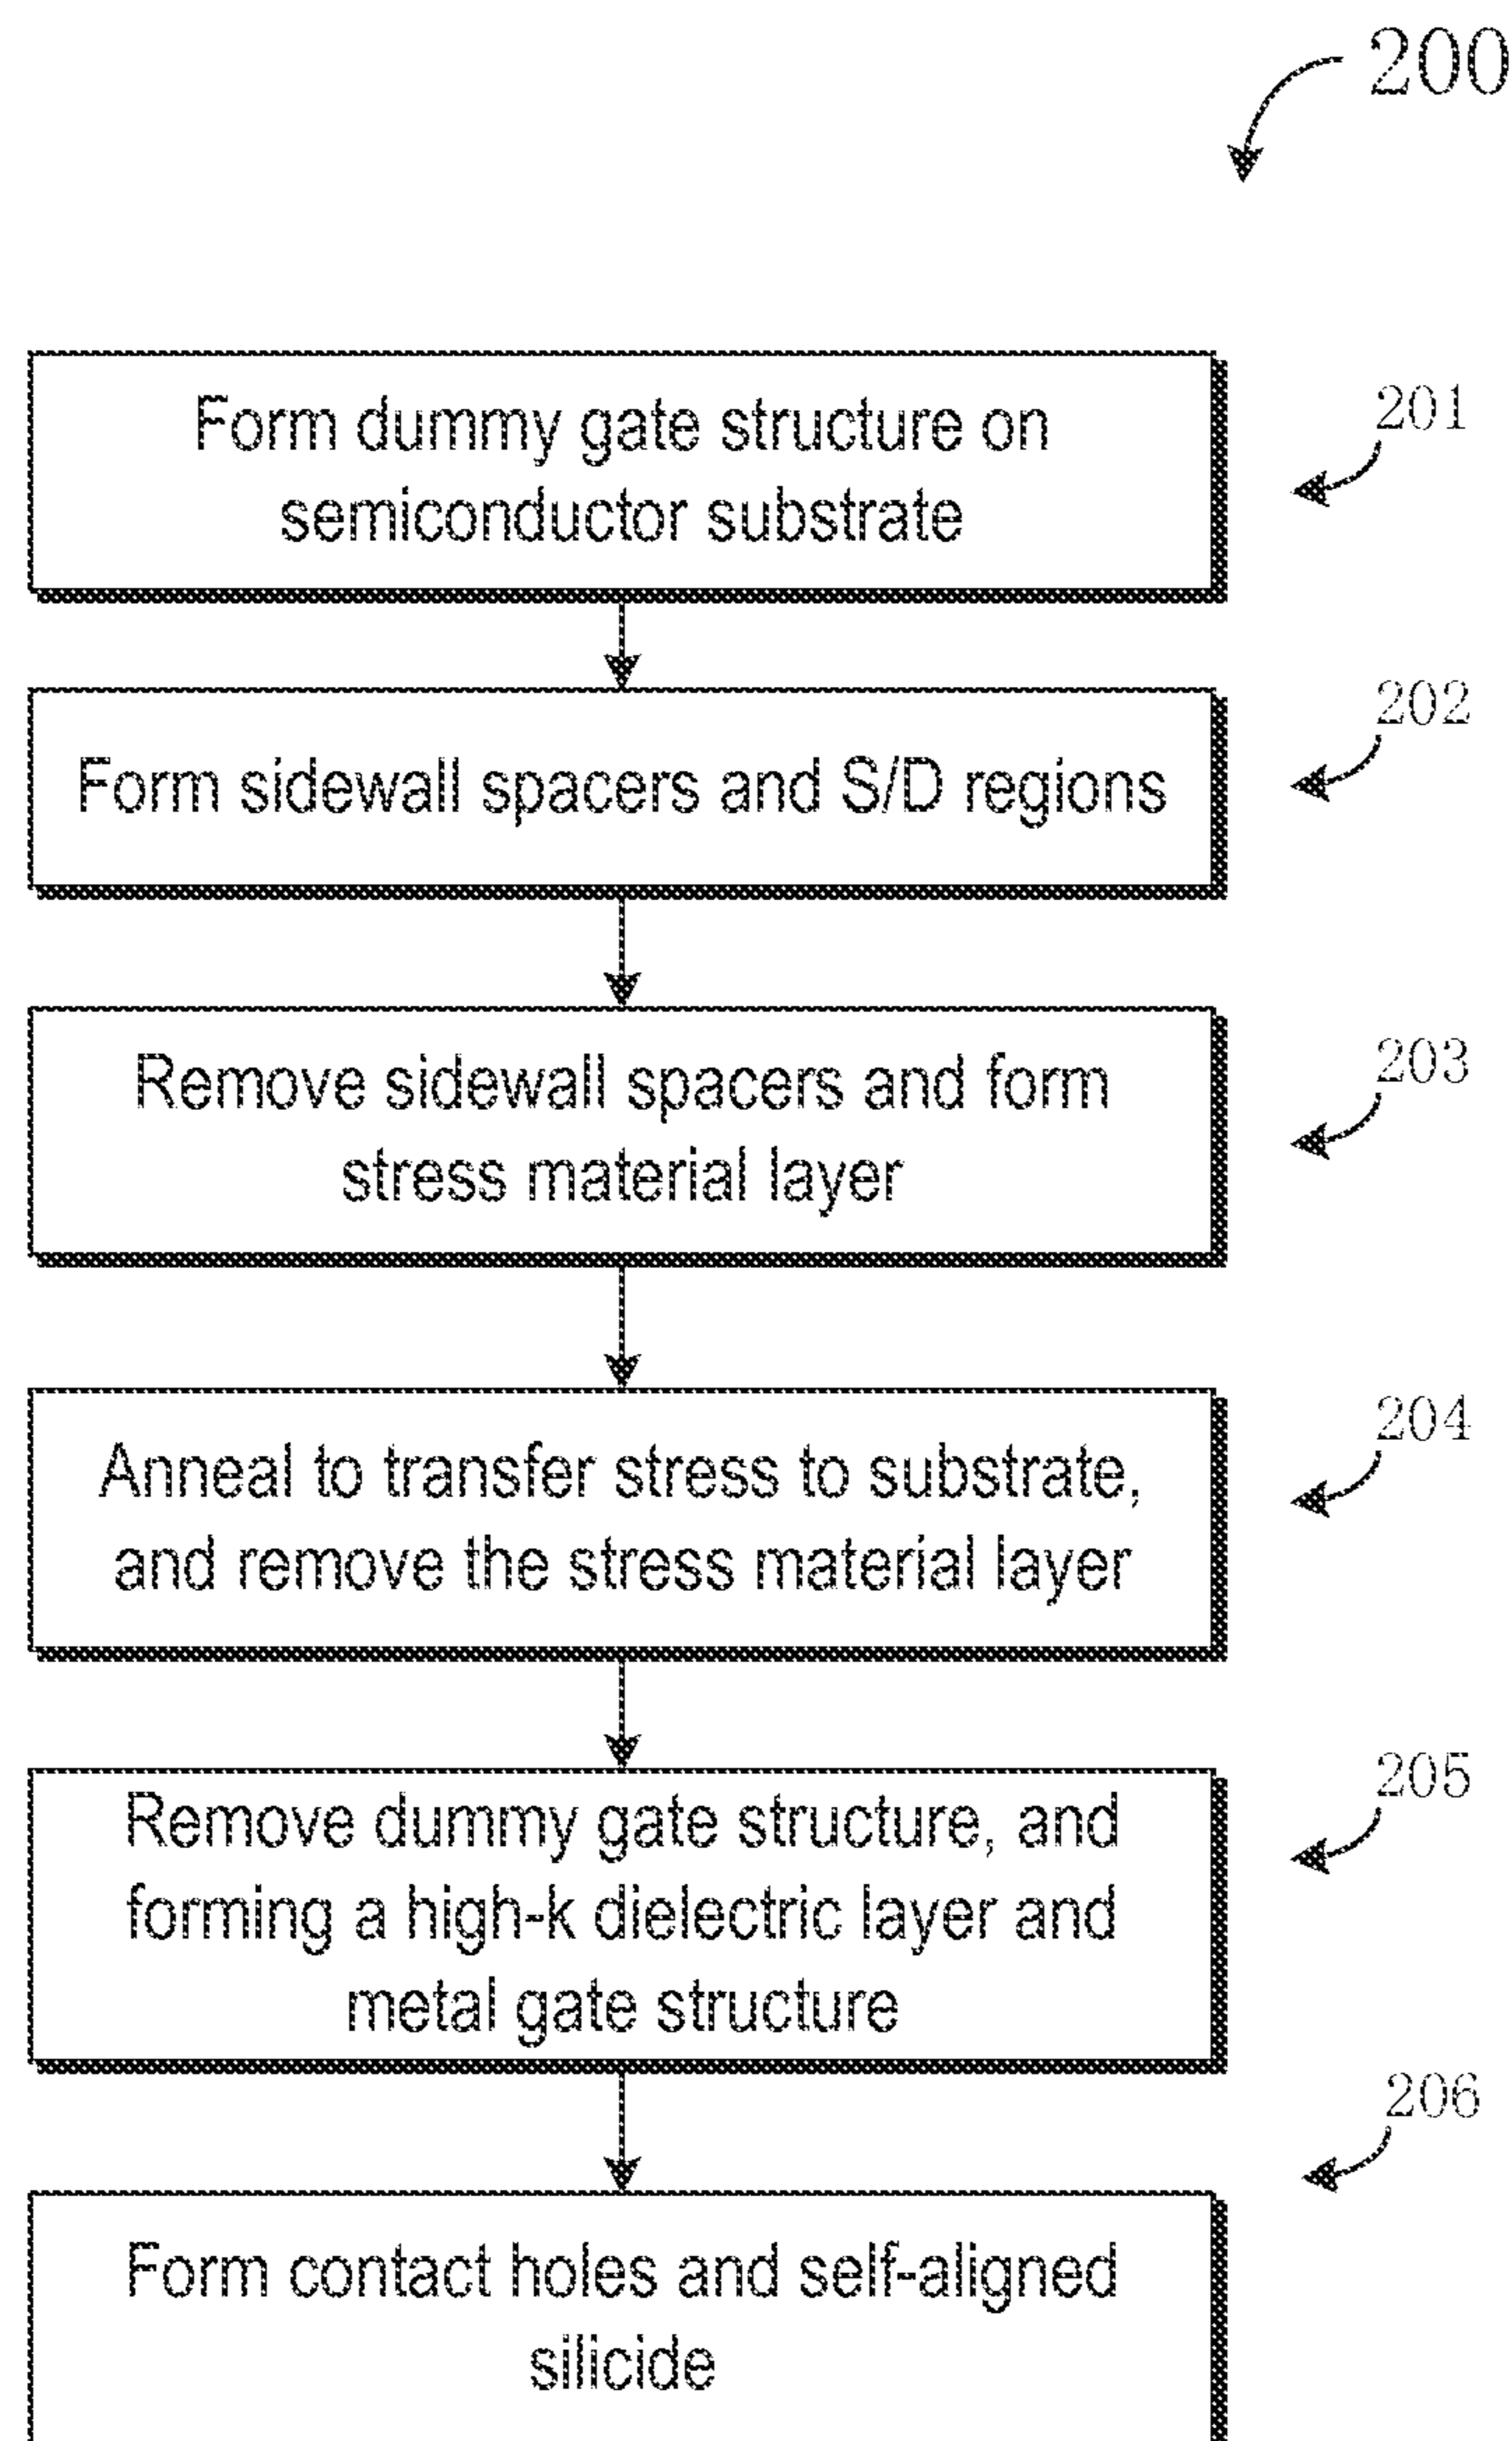 200
Form dummy gate structure on
semiconductor substrate
201
Form sidewall spacers and S/D regions
202
Remove sidewall spacers and form
stress material layer
203
Anneal to transfer stress to substrate,
and remove the stress material layer
204
Remove dummy gate structure, and
forming a high-k dielectric layer and
metal gate structure
205
Form contact holes and self-aligned
silicide
206